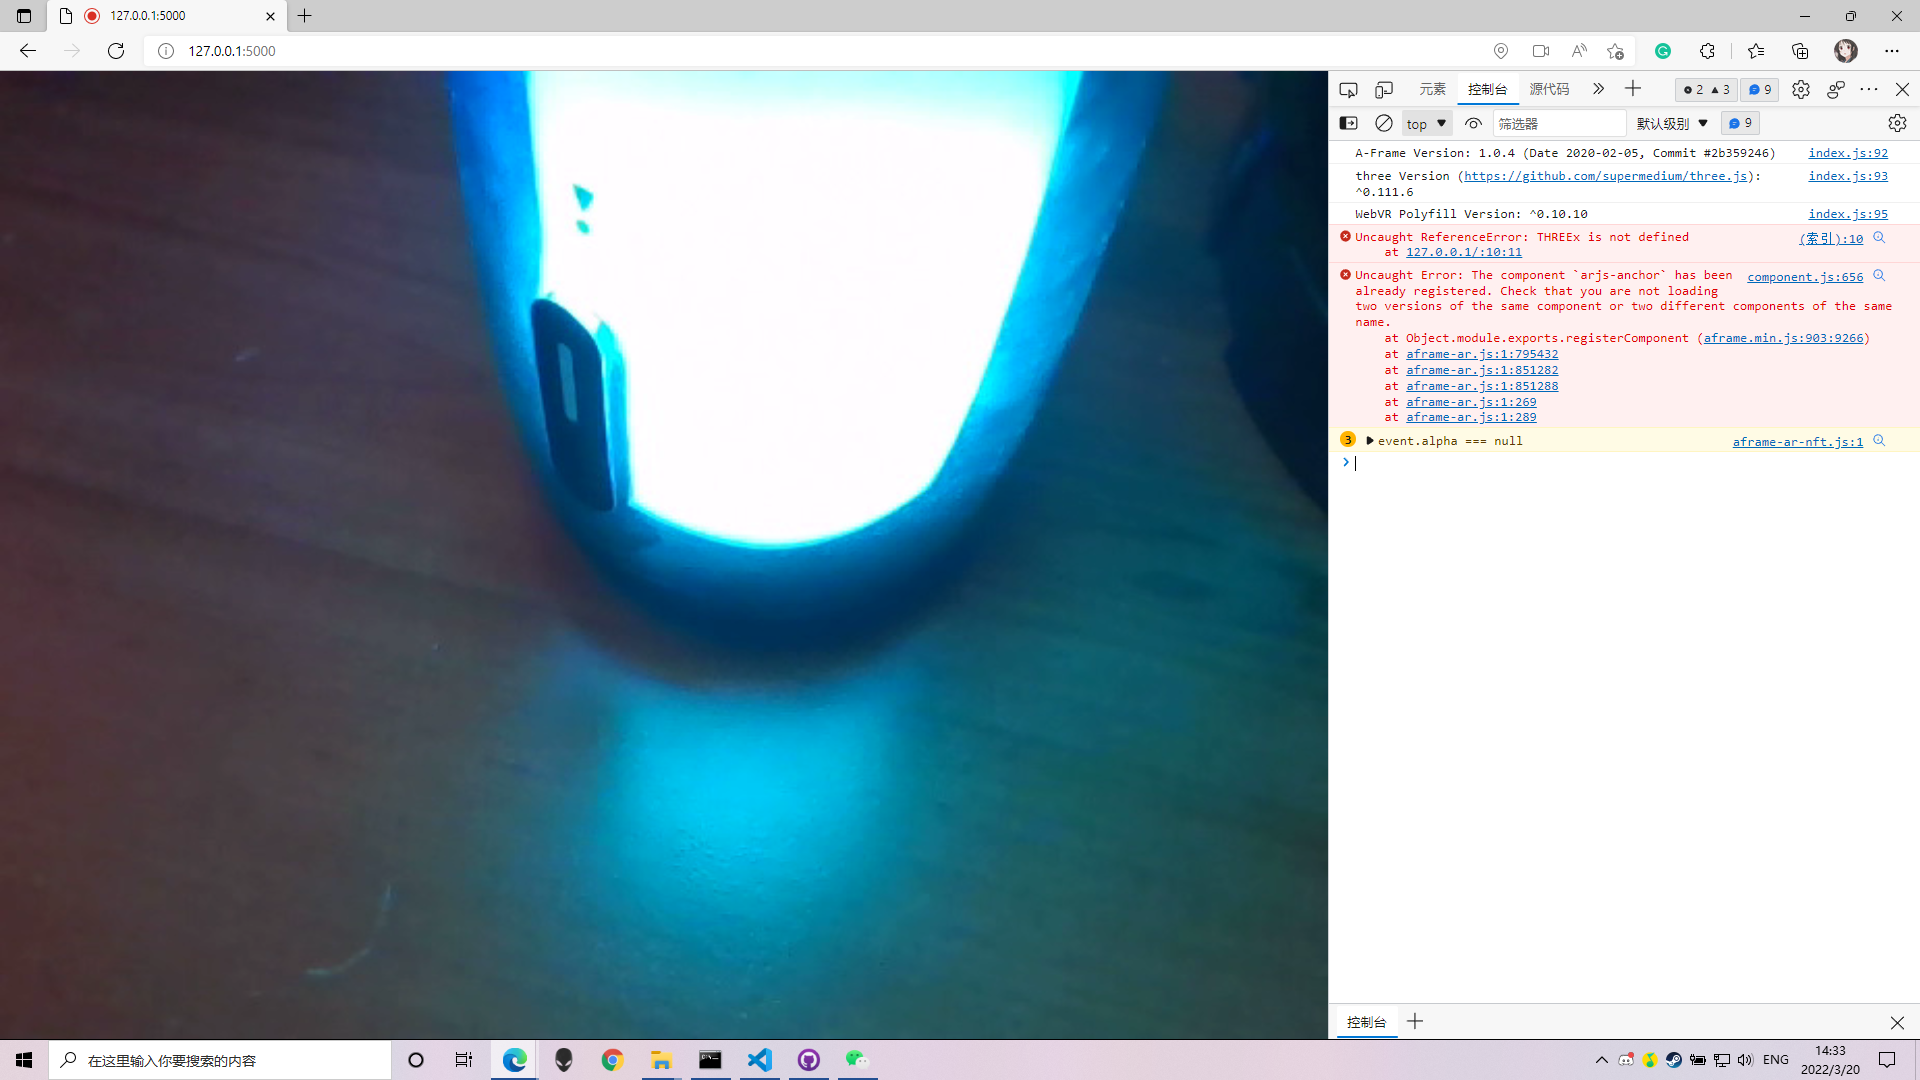 127.0.0.1:5000
127.0.0.1:5000
元素
控制台
源代码
2
3
9
top
筛选器
默认级别
9
A-Frame Version: 1.0.4 (Date 2020-02-05, Commit #2b359246)
index.js:92
three Version (https://github.com/supermedium/three.js):
index.js:93
^0.111.6
WebVR Polyfill Version: ^0.10.10
index.js:95
Uncaught ReferenceError: THREEx is not defined
(索引):10
at 127.0.0.1/:10:11
Uncaught Error: The component `arjs-anchor` has been
component.js:656
already registered. Check that you are not loading
two versions of the same component or two different components of the same
name.
at Object.module.exports.registerComponent (aframe.min.js:903:9266)
at aframe-ar.js:1:795432
at aframe-ar.js:1:851282
at aframe-ar.js:1:851288
at aframe-ar.js:1:269
at aframe-ar.js:1:289
3
event.alpha === null
aframe-ar-nft.js:1
控制台
在这里输入你要搜索的内容
ENG
14:33
2022/3/20